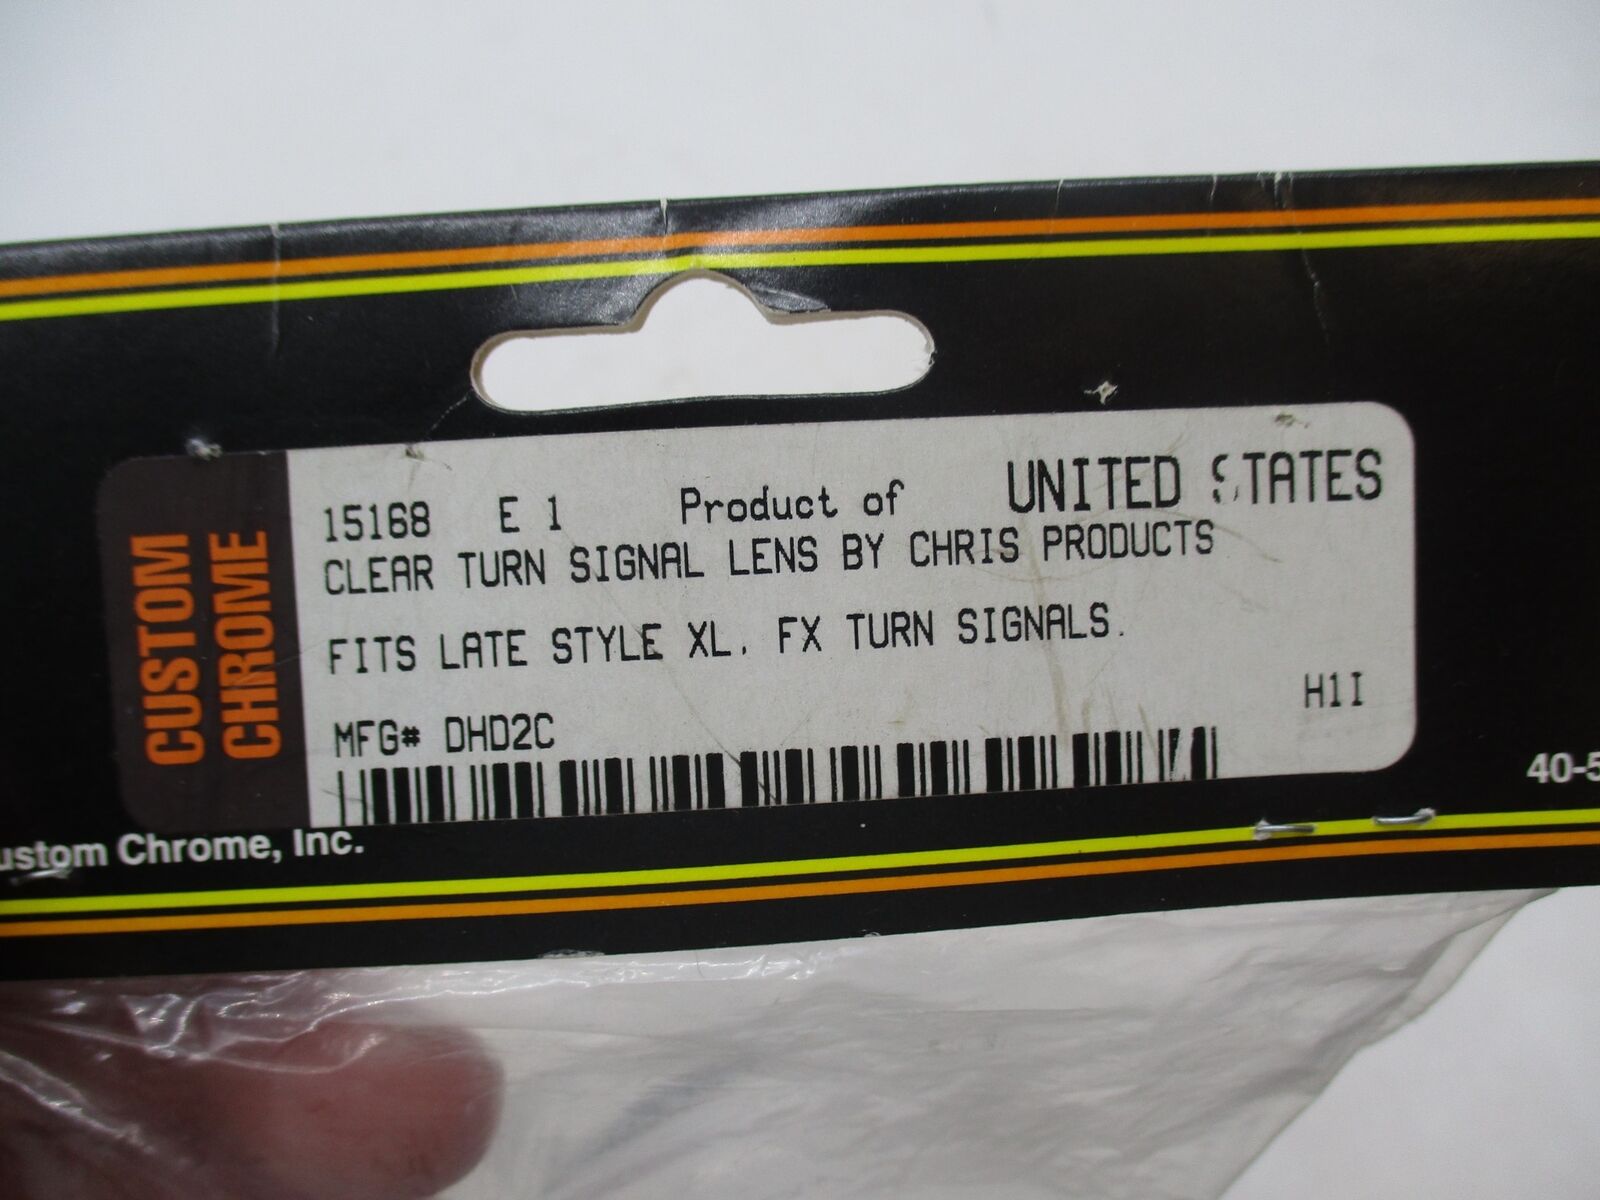 CUSTOM
CHROME
15168 E 1 Product of UNITED STATES
CLEAR TURN SIGNAL LENS BY CHRIS PRODUCTS
FITS LATE STYLE XL, FX TURN SIGNALS.
H1I
MFG# DHD2C
ustom Chrome, Inc.
40-5